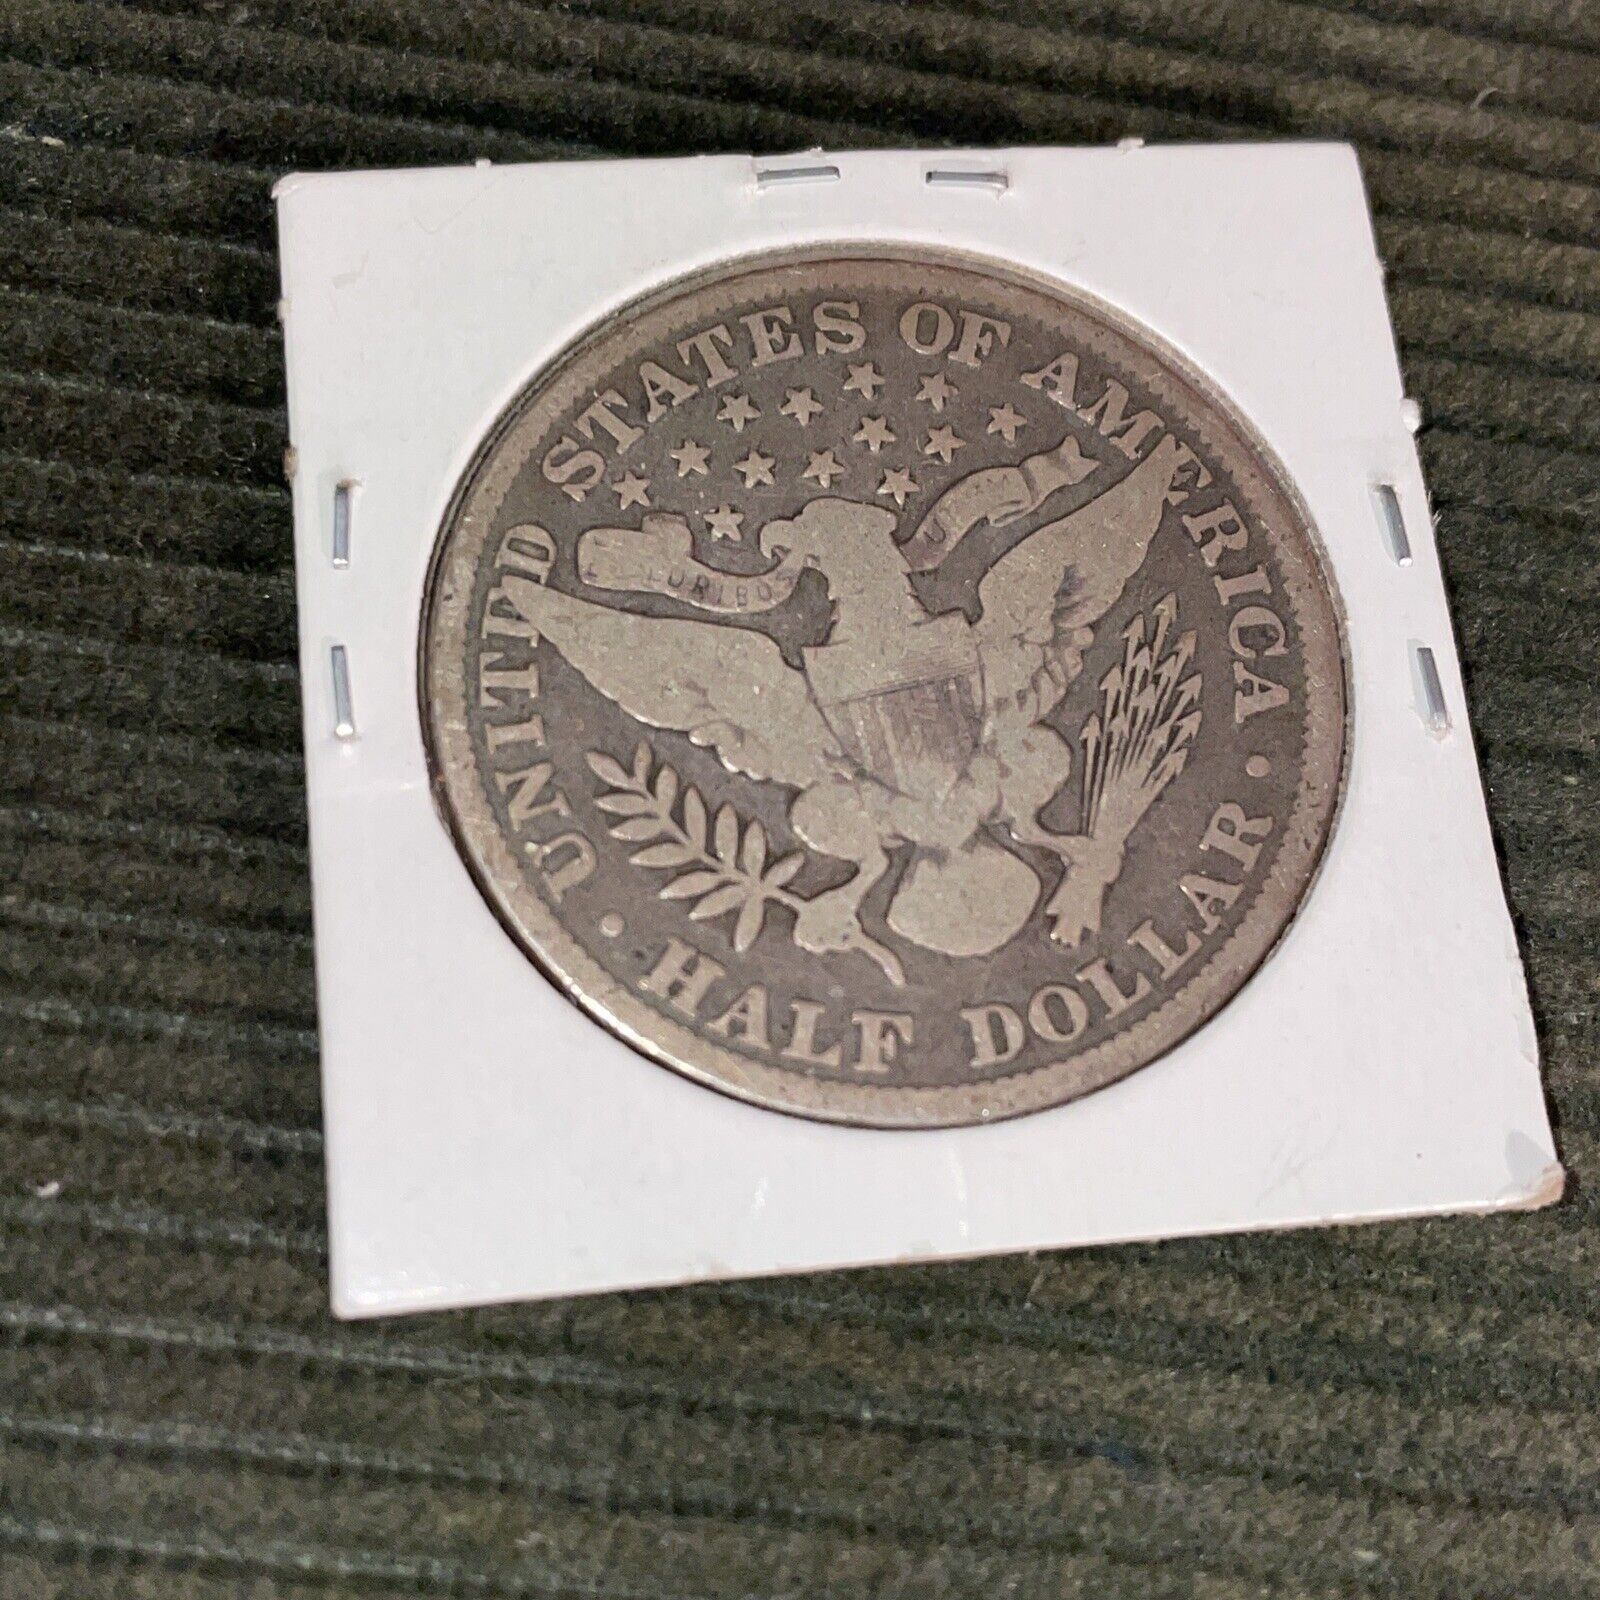 UNITED STATES OF AMERICA
HALF DOLLAR